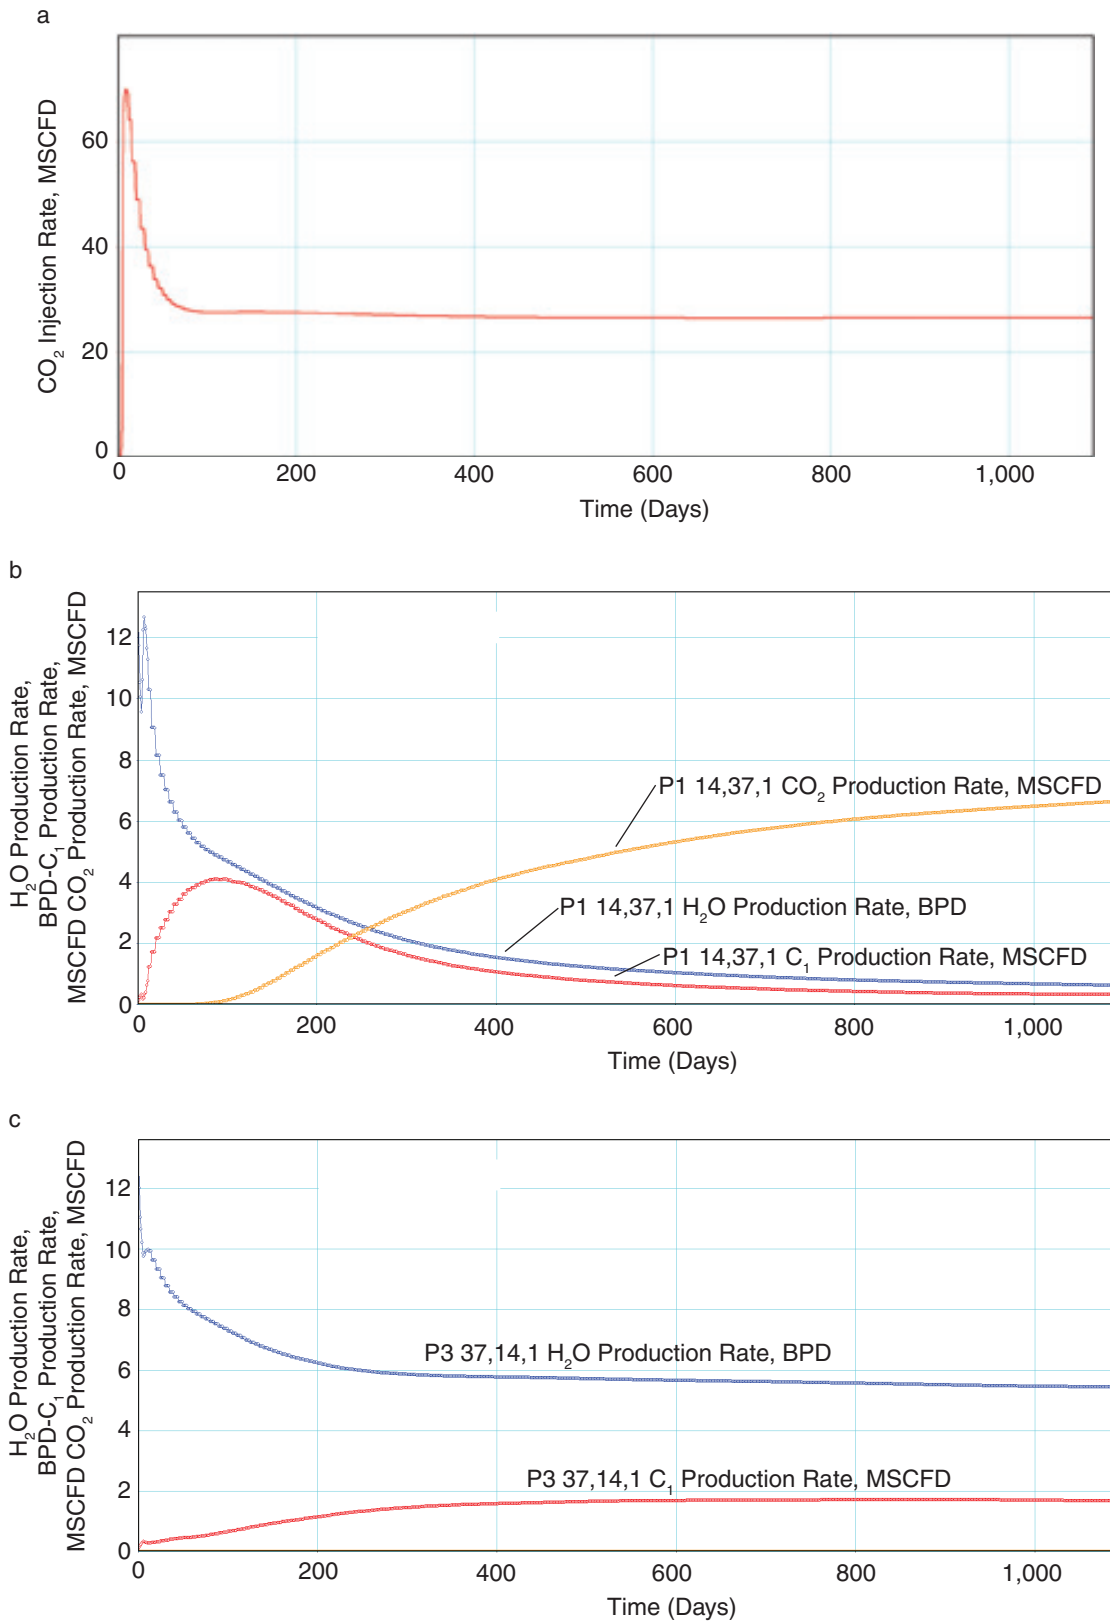 a
CO₂ Injection Rate, MSCFD
60
40
20
0
0 200 400 600 800 1,000
Time (Days)
b
H₂O Production Rate,
BPD-C₁ Production Rate,
MSCFD CO₂ Production Rate, MSCFD
12
10
8
6
4
2
0
P1 14,37,1 CO₂ Production Rate, MSCFD
P1 14,37,1 H₂O Production Rate, BPD
P1 14,37,1 C₁ Production Rate, MSCFD
0 200 400 600 800 1,000
Time (Days)
c
H₂O Production Rate,
BPD-C₁ Production Rate,
MSCFD CO₂ Production Rate, MSCFD
12
10
8
6
4
2
0
P3 37,14,1 H₂O Production Rate, BPD
P3 37,14,1 C₁ Production Rate, MSCFD
0 200 400 600 800 1,000
Time (Days)